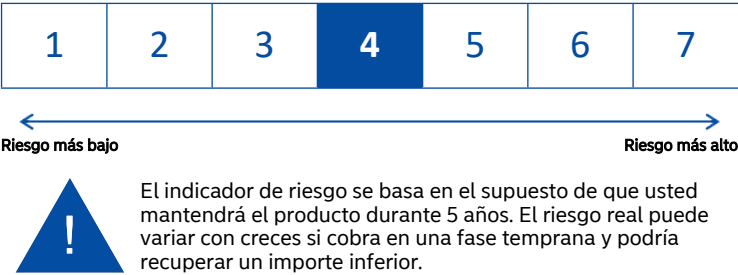 1 2 3 4 5 6 7
Riesgo más bajo Riesgo más alto
!
El indicador de riesgo se basa en el supuesto de que usted
mantendrá el producto durante 5 años. El riesgo real puede
variar con creces si cobra en una fase temprana y podría
recuperar un importe inferior.